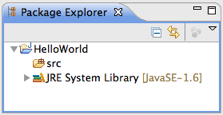 Package Explorer
HelloWorld
src
JRE System Library [JavaSE-1.6]